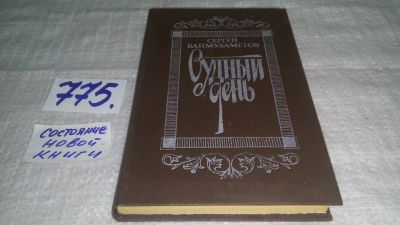 775.
состояние
новой
книги
СЕРГЕЙ
БАЙМУХАМЕТОВ
Судный
день